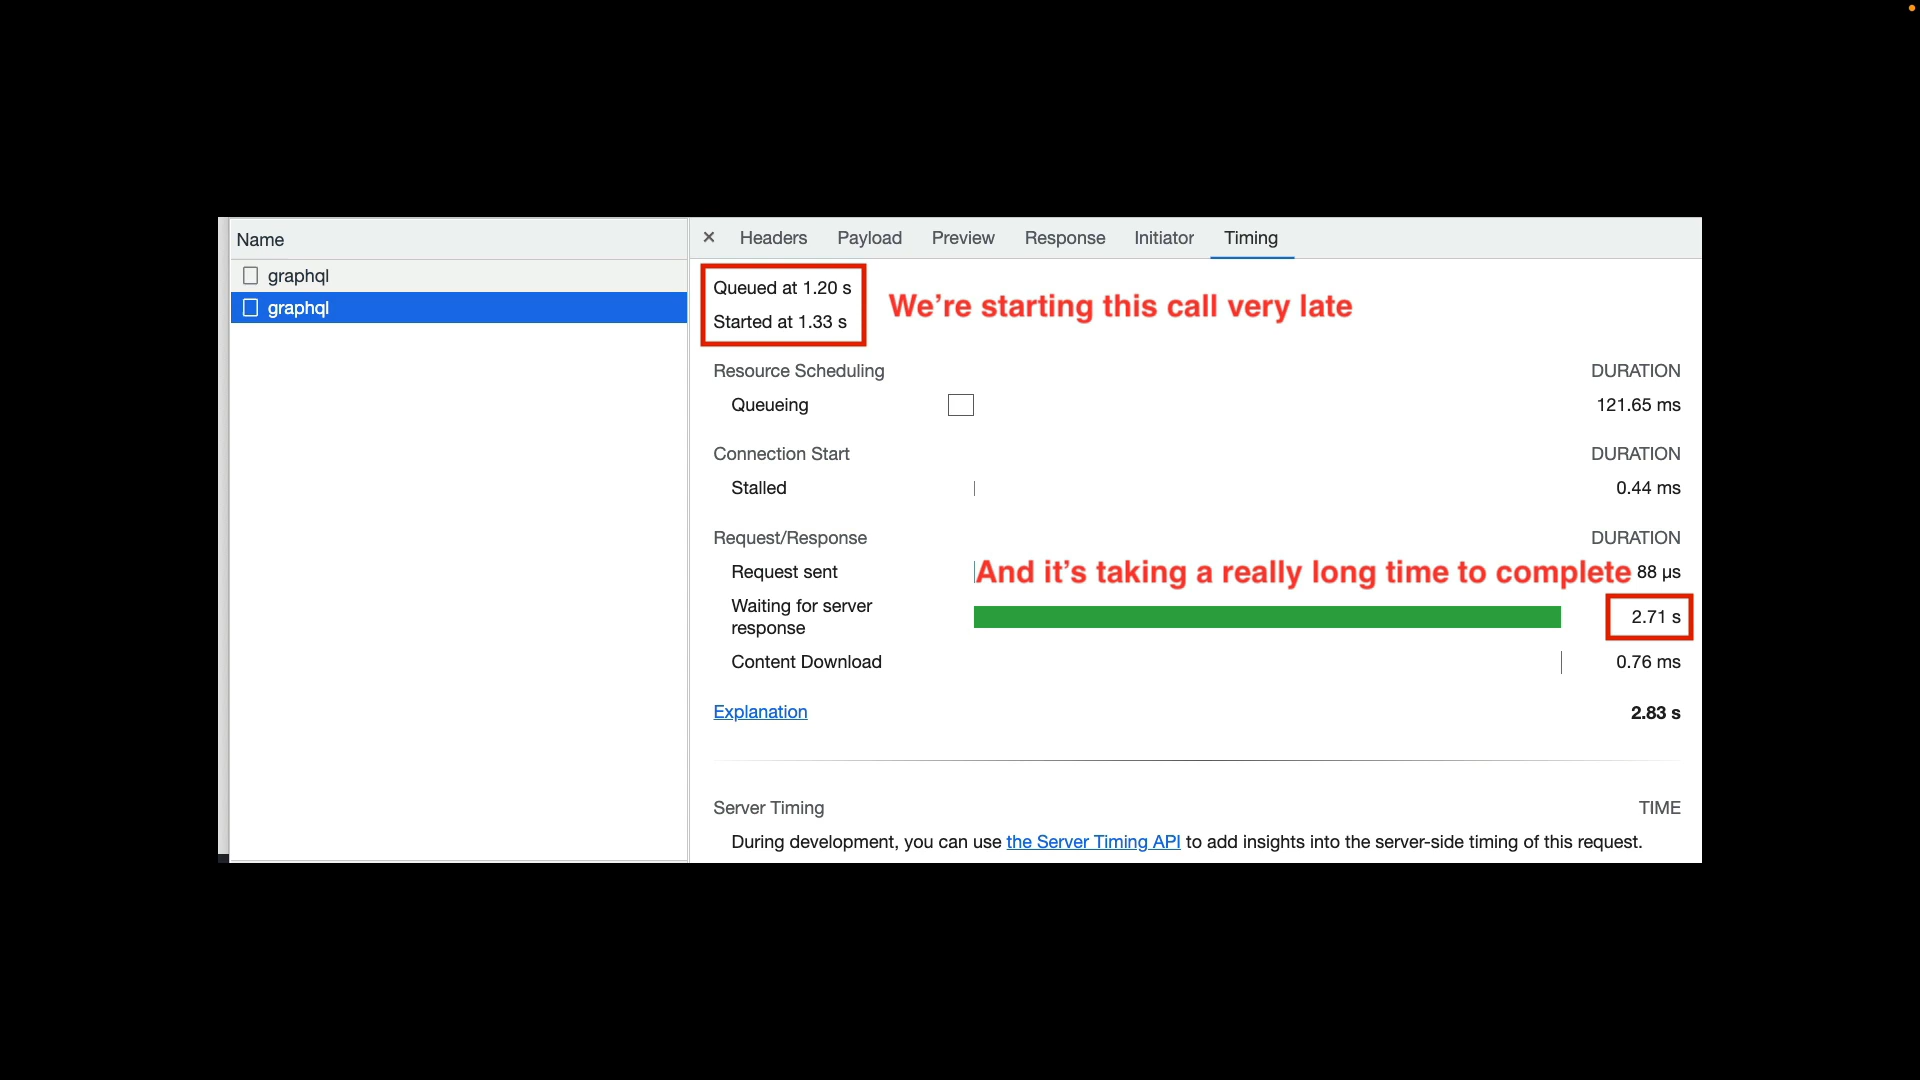 Name
graphql
graphql
× Headers Payload Preview Response Initiator Timing
Queued at 1.20 s
Started at 1.33 s
We’re starting this call very late
Resource Scheduling DURATION
Queueing 121.65 ms
Connection Start DURATION
Stalled 0.44 ms
Request/Response DURATION
Request sent And it’s taking a really long time to complete 88 μs
Waiting for server
response 2.71 s
Content Download 0.76 ms
Explanation 2.83 s
Server Timing TIME
During development, you can use the Server Timing API to add insights into the server-side timing of this request.